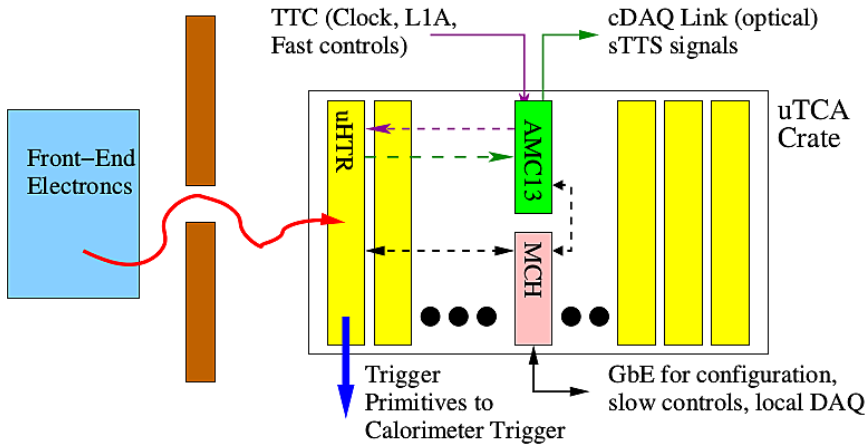 TTC (Clock, L1A,
Fast controls)
cDAQ Link (optical)
sTTS signals
uTCA
Crate
Front-End
Electroncs
uHTR
AMC13
MCH
Trigger
Primitives to
Calorimeter Trigger
GbE for configuration,
slow controls, local DAQ